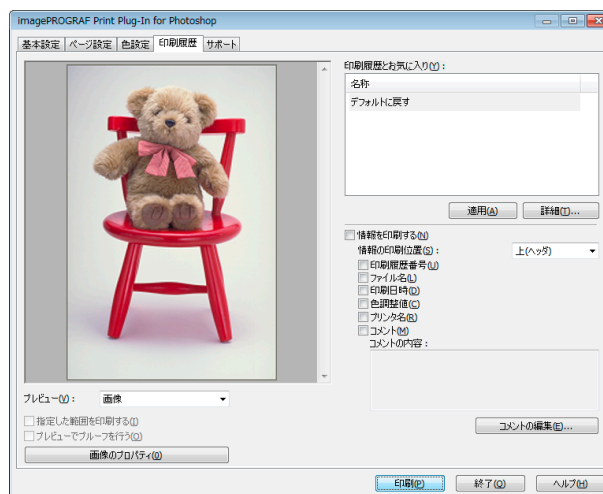 imagePROGRAF Print Plug-In for Photoshop
基本設定 ページ設定 色設定 印刷履歴 サポート
印刷履歴とお気に入り(Y)：
名称
デフォルトに戻す
適用(A) 詳細(T)...
情報を印刷する(N)
情報の印刷位置(S)： 上(ヘッダ)
印刷履歴番号(U)
ファイル名(L)
印刷日時(D)
色調整値(C)
プリンタ名(R)
コメント(M)
コメントの内容：
プレビュー(V)： 画像
指定した範囲を印刷する(I)
プレビューでプルーフを行う(O)
コメントの編集(E)...
画像のプロパティ(0)
印刷(P) 終了(Q) ヘルプ(H)